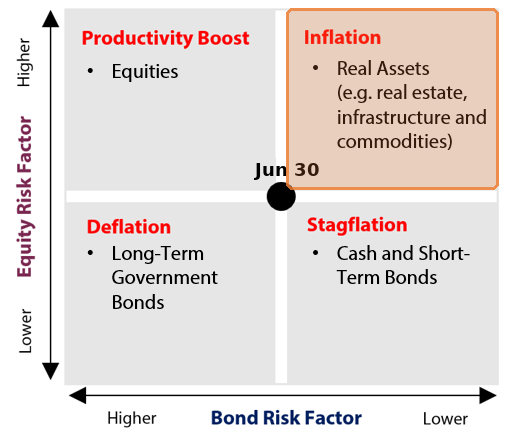 Productivity Boost
• Equities
Inflation
• Real Assets
(e.g. real estate,
infrastructure and
commodities)
Jun 30
Deflation
• Long-Term
Government
Bonds
Stagflation
• Cash and Short-
Term Bonds
Higher
Equity Risk Factor
Lower
Higher
Bond Risk Factor
Lower